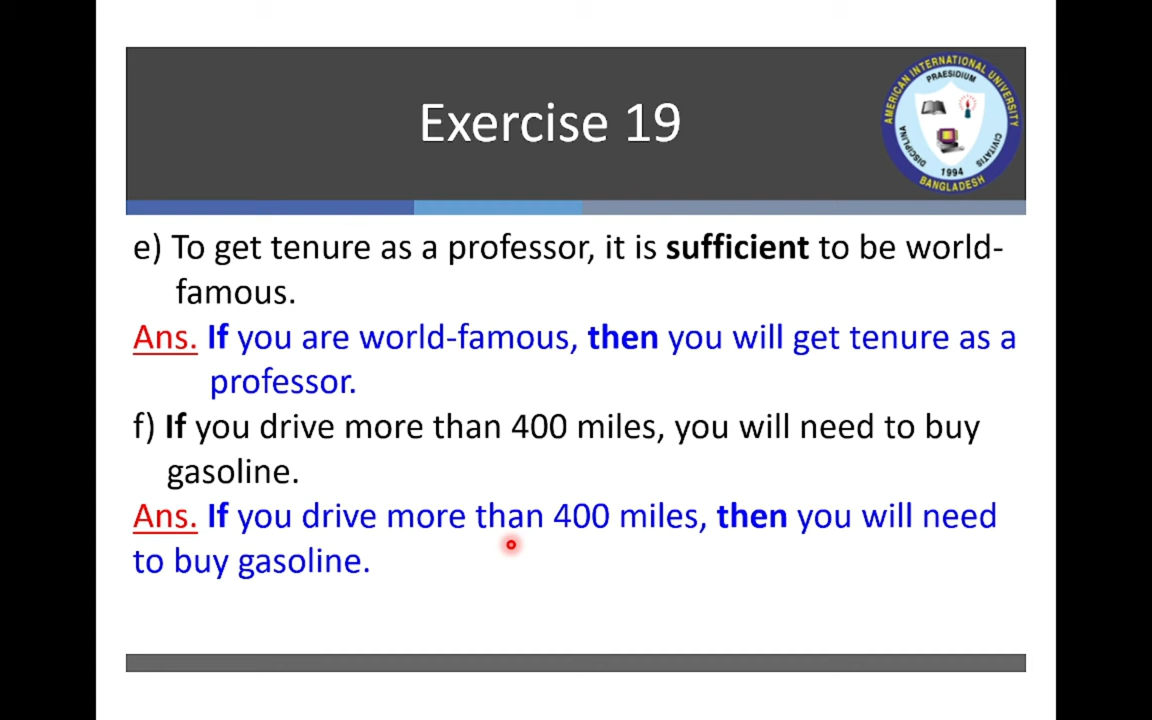 Exercise 19
AMERICAN INTERNATIONAL UNIVERSITY
PRAESIDIUM
DISCIPLINA
CIVITATIS
1994
BANGLADESH
e) To get tenure as a professor, it is sufficient to be world-
famous.
Ans. If you are world-famous, then you will get tenure as a
professor.
f) If you drive more than 400 miles, you will need to buy
gasoline.
Ans. If you drive more than 400 miles, then you will need
to buy gasoline.